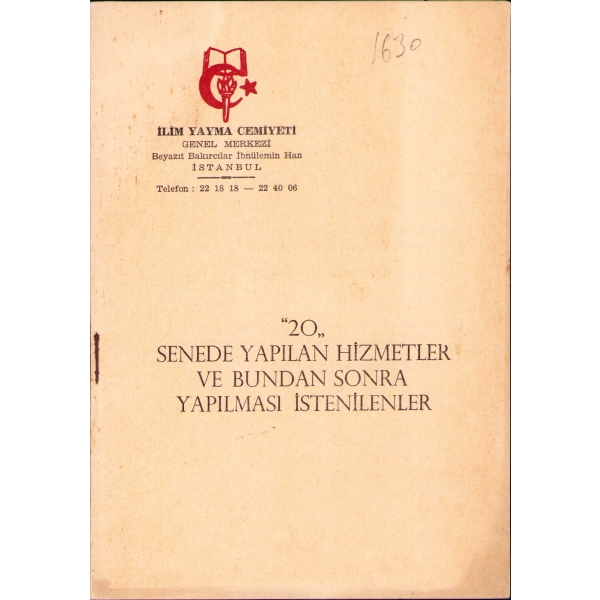 1630
İLİM YAYMA CEMİYETİ
GENEL MERKEZİ
Beyazıt Bakırcılar İbnülemin Han
İSTANBUL
Telefon : 22 18 18 — 22 40 06
“20„
SENEDE YAPILAN HİZMETLER
VE BUNDAN SONRA
YAPILMASI İSTENİLENLER